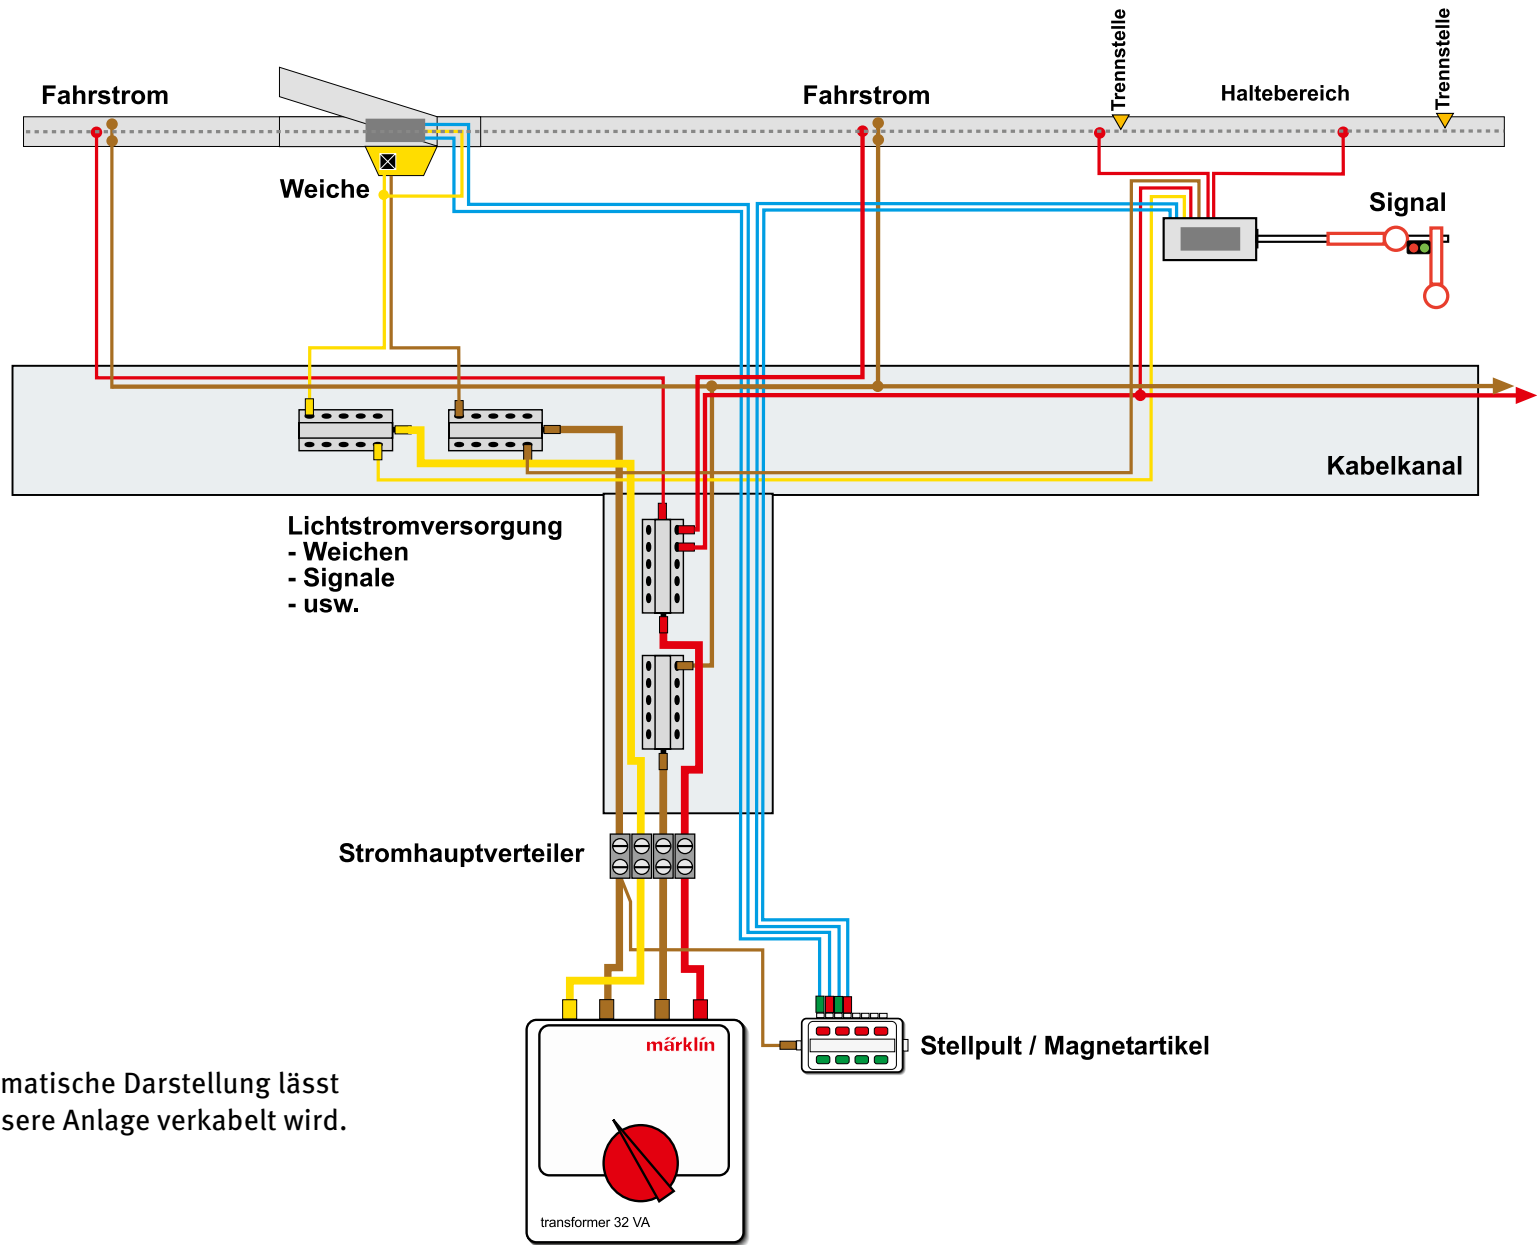 Trennstelle
Trennstelle
Fahrstrom
Fahrstrom
Haltebereich
Weiche
Signal
Kabelkanal
Lichtstromversorgung
- Weichen
- Signale
- usw.
Stromhauptverteiler
märklin
Stellpult / Magnetartikel
matische Darstellung lässt
sere Anlage verkabelt wird.
transformer 32 VA